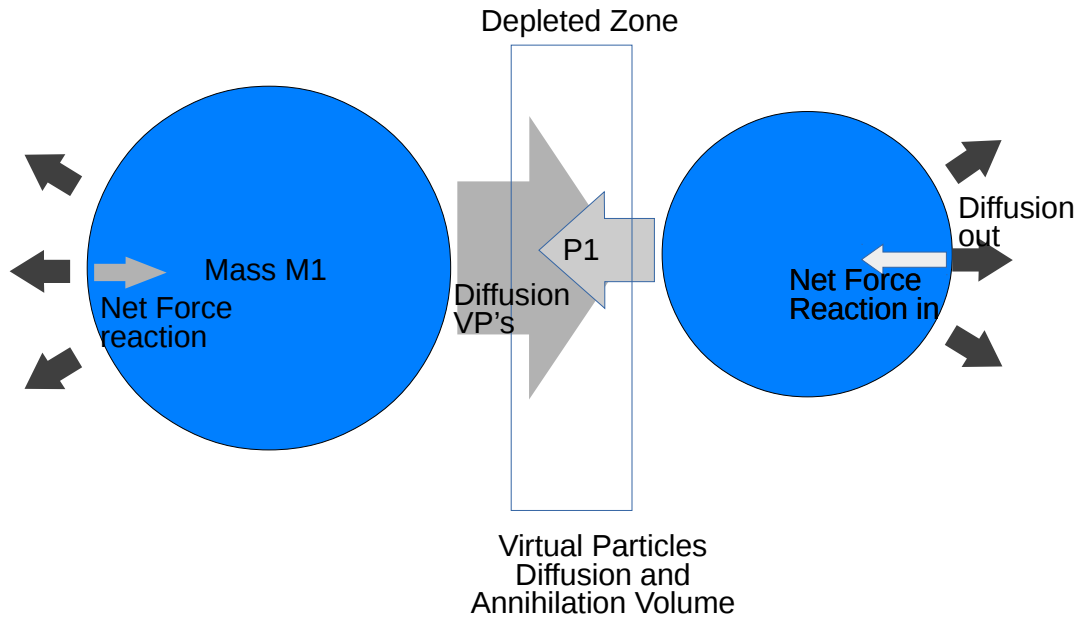 Depleted Zone
Mass M1
Net Force
reaction
Diffusion
VP's
P1
Diffusion
out
Net Force
Reaction in
Virtual Particles
Diffusion and
Annihilation Volume